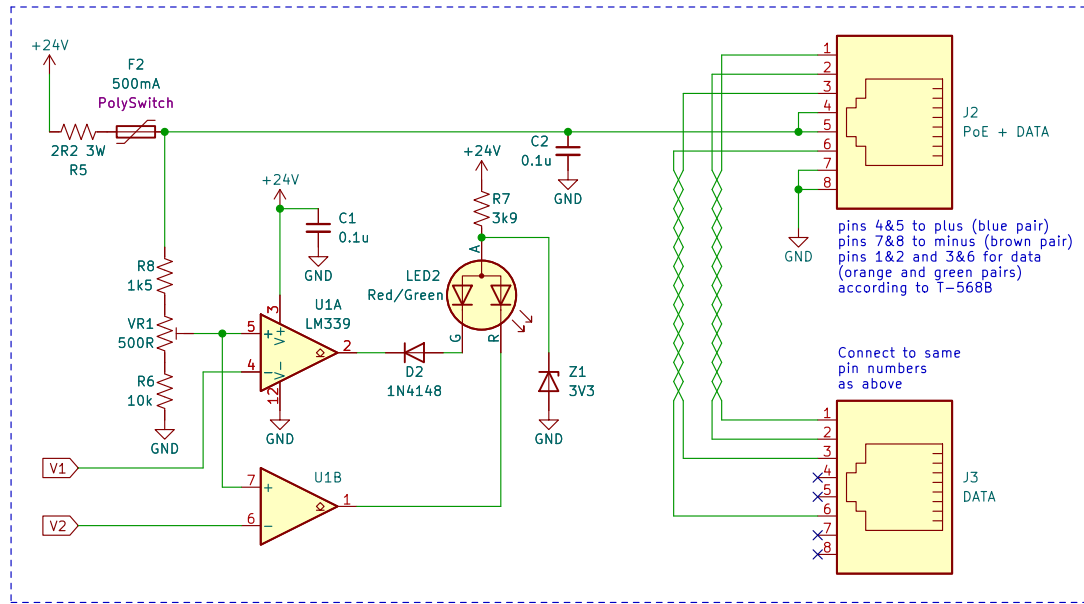 +24V
F2
500mA
PolySwitch
2R2 3W
R5
+24V
C1
0.1u
GND
R8
1k5
VR1
500R
R6
10k
GND
U1A
LM339
3
V+
5
+
4
-
V-
12
2
GND
V1
V2
U1B
7
+
6
-
1
D2
1N4148
+24V
R7
3k9
A
LED2
Red/Green
G
R
Z1
3V3
GND
C2
0.1u
GND
1
2
3
4
5
6
7
8
J2
PoE + DATA
GND
pins 4&5 to plus (blue pair)
pins 7&8 to minus (brown pair)
pins 1&2 and 3&6 for data
(orange and green pairs)
according to T-568B
Connect to same
pin numbers
as above
1
2
3
4
5
6
7
8
J3
DATA